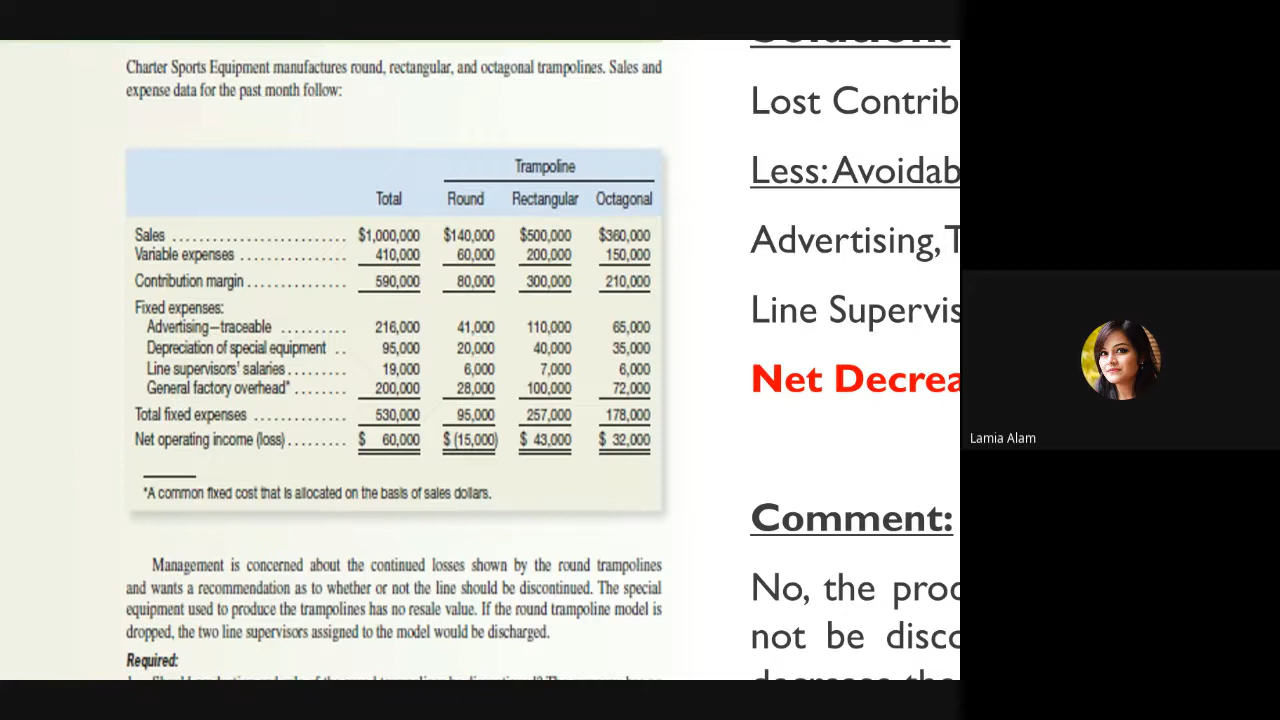 Charter Sports Equipment manufactures round, rectangular, and octagonal trampolines. Sales and
expense data for the past month follow:
Trampoline
Total Round Rectangular Octagonal
Sales $1,000,000 $140,000 $500,000 $360,000
Variable expenses 410,000 60,000 200,000 150,000
Contribution margin 590,000 80,000 300,000 210,000
Fixed expenses:
Advertising—traceable 216,000 41,000 110,000 65,000
Depreciation of special equipment 95,000 20,000 40,000 35,000
Line supervisors' salaries 19,000 6,000 7,000 6,000
General factory overhead* 200,000 28,000 100,000 72,000
Total fixed expenses 530,000 95,000 257,000 178,000
Net operating income (loss) $ 60,000 $ (15,000) $ 43,000 $ 32,000
*A common fixed cost that is allocated on the basis of sales dollars.
Management is concerned about the continued losses shown by the round trampolines
and wants a recommendation as to whether or not the line should be discontinued. The special
equipment used to produce the trampolines has no resale value. If the round trampoline model is
dropped, the two line supervisors assigned to the model would be discharged.
Required:
Solution:
Lost Contrib
Less: Avoidab
Advertising, T
Line Supervis
Net Decrea
Comment:
No, the proc
not be disco
Lamia Alam